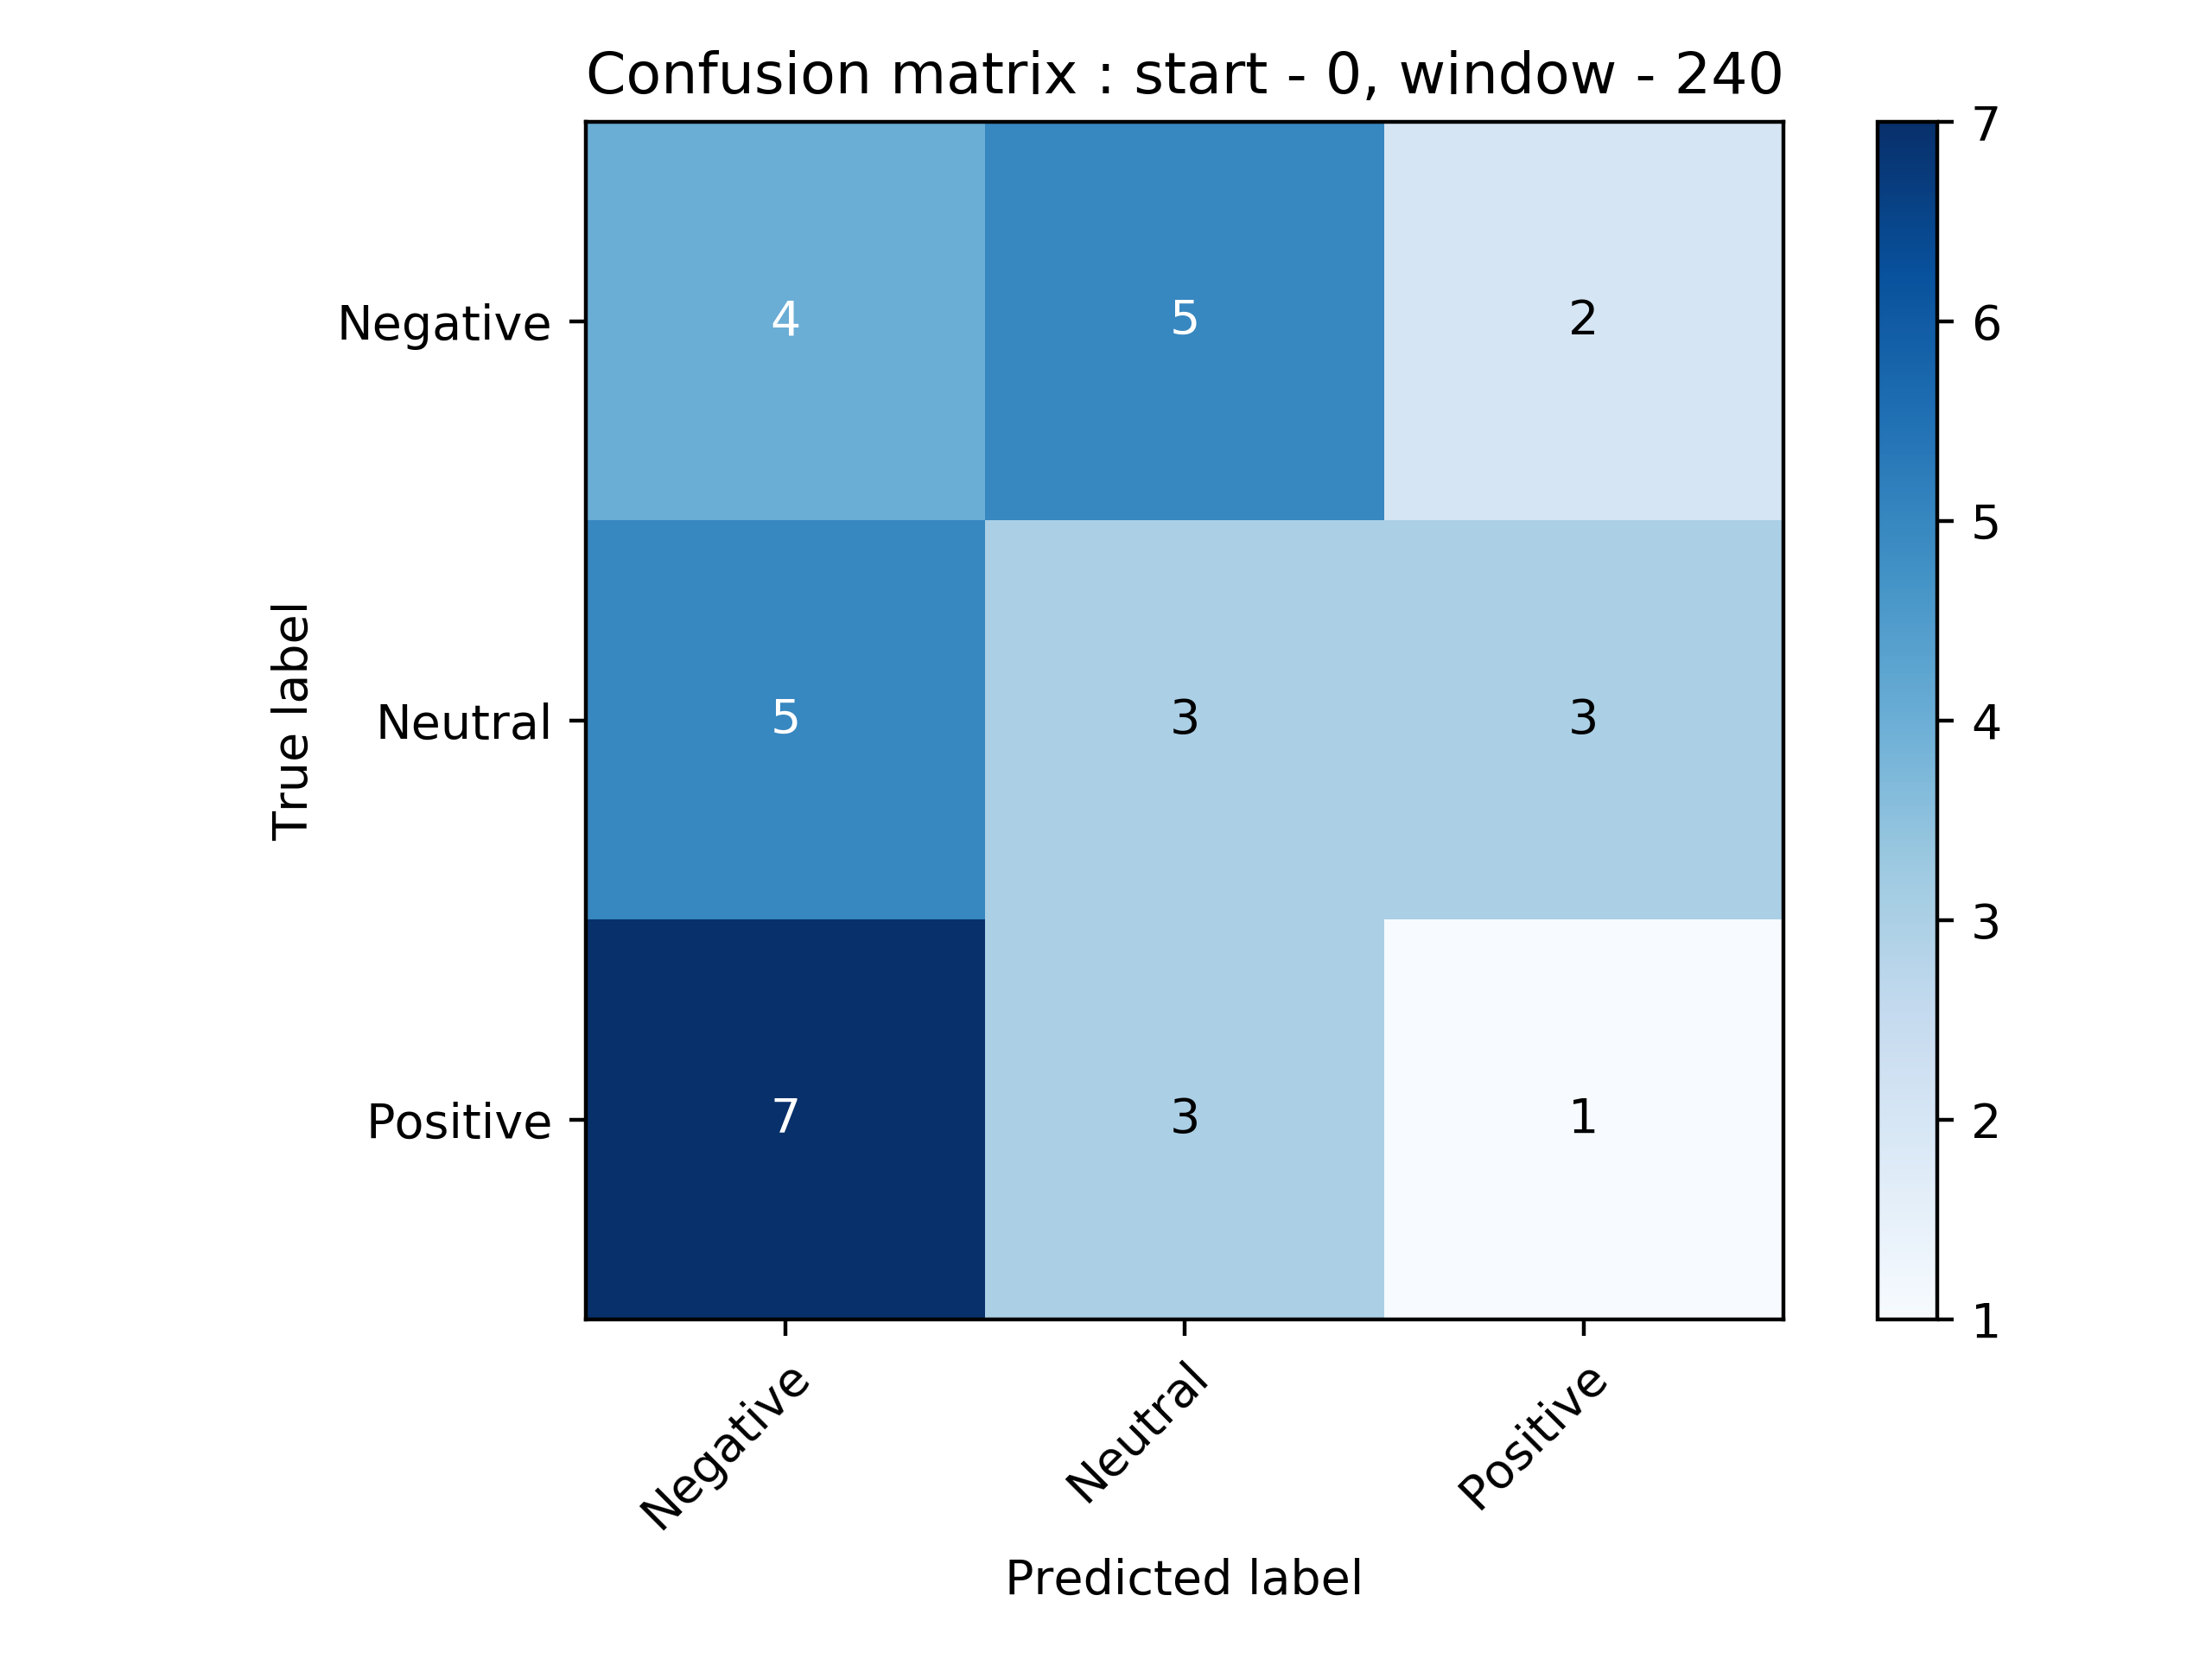 Confusion matrix : start - 0, window - 240
True label
Negative
4
5
2
Neutral
5
3
3
Positive
7
3
1
Negative
Neutral
Positive
Predicted label
7
6
5
4
3
2
1